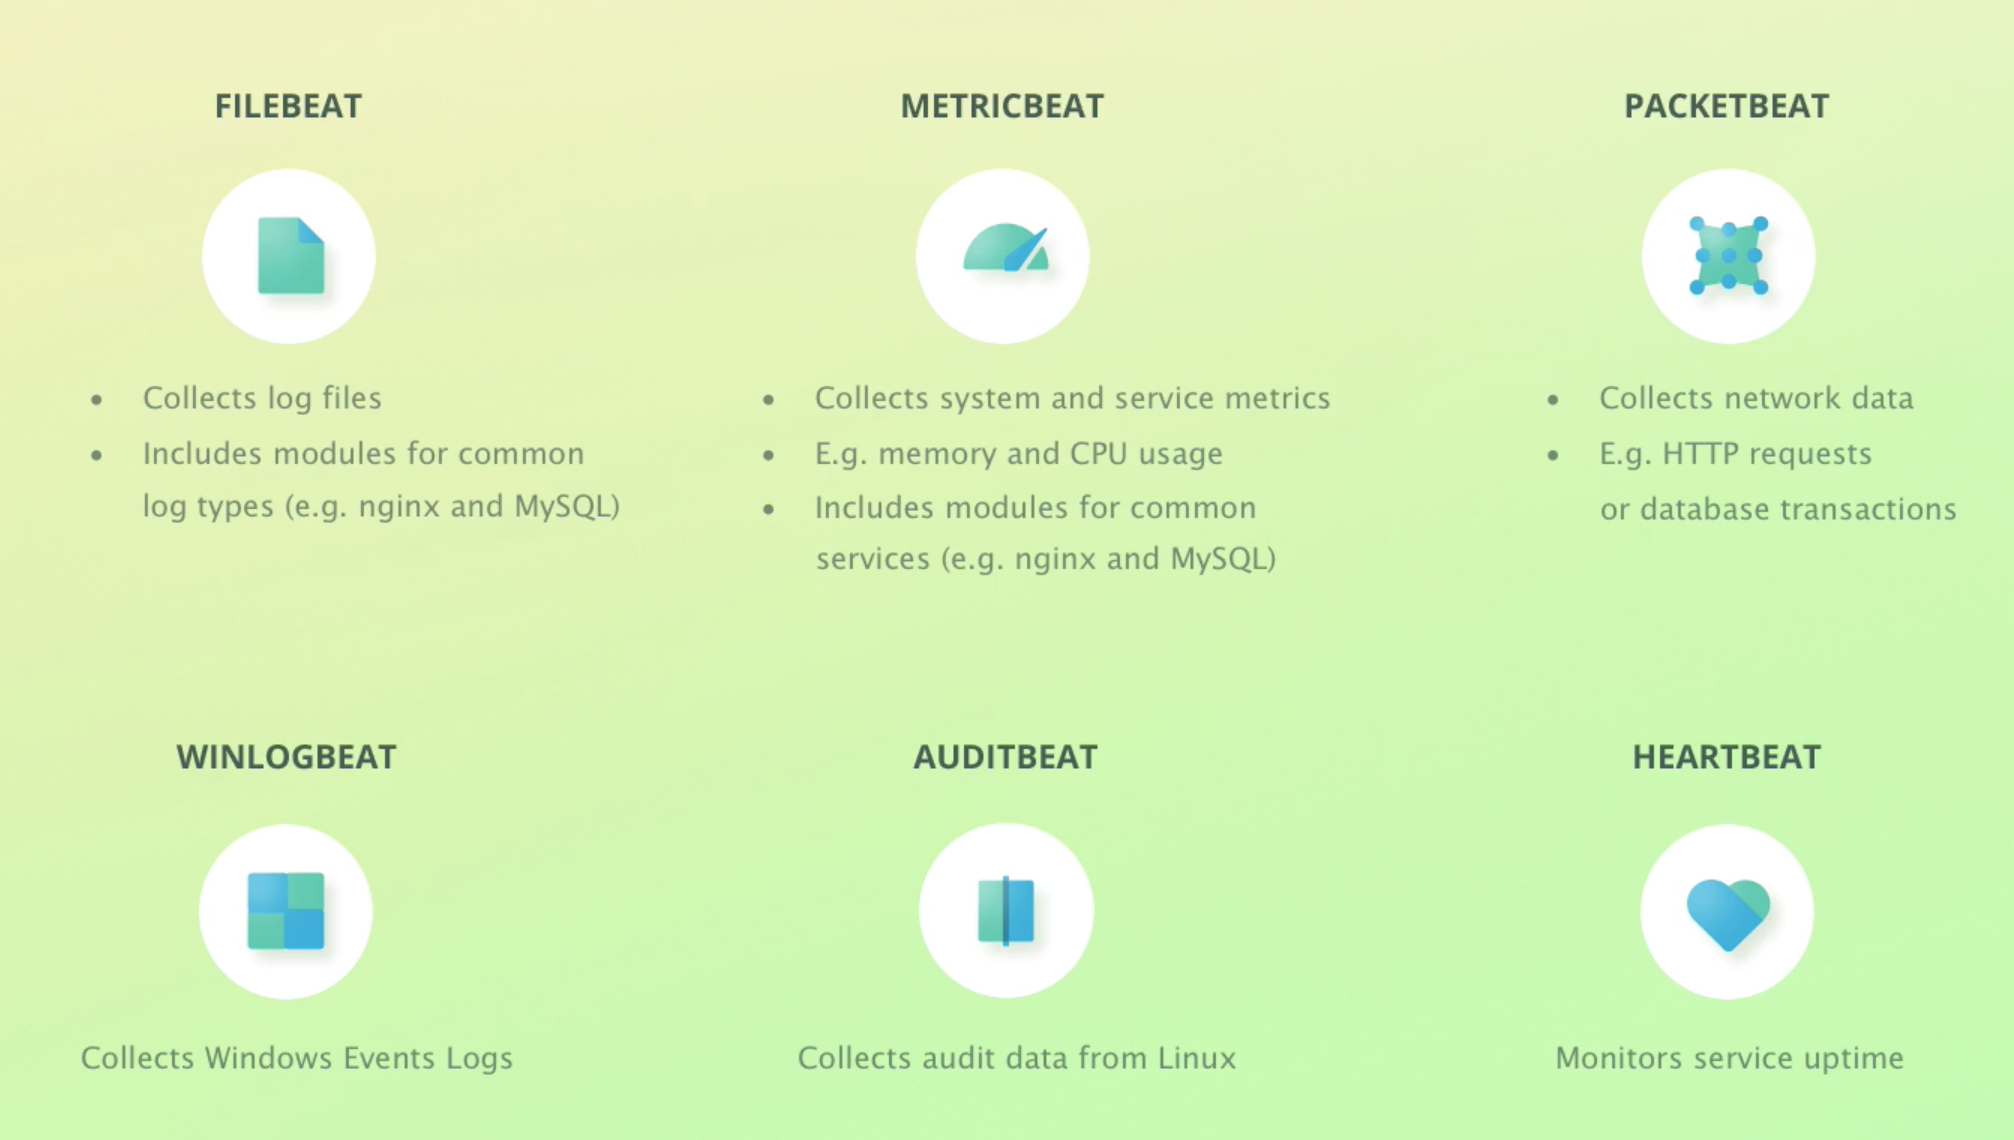 FILEBEAT
• Collects log files
• Includes modules for common
log types (e.g. nginx and MySQL)
METRICBEAT
• Collects system and service metrics
• E.g. memory and CPU usage
• Includes modules for common
services (e.g. nginx and MySQL)
PACKETBEAT
• Collects network data
• E.g. HTTP requests
or database transactions
WINLOGBEAT
Collects Windows Events Logs
AUDITBEAT
Collects audit data from Linux
HEARTBEAT
Monitors service uptime